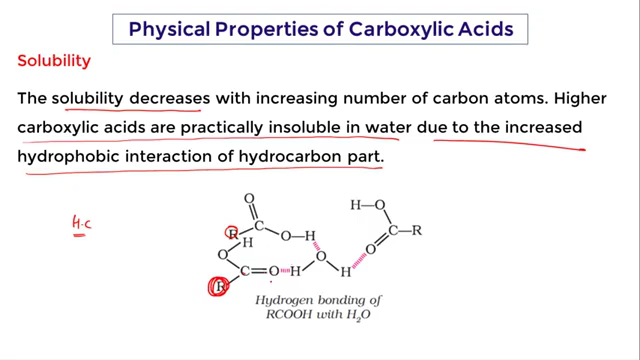 Physical Properties of Carboxylic Acids
Solubility
The solubility decreases with increasing number of carbon atoms. Higher
carboxylic acids are practically insoluble in water due to the increased
hydrophobic interaction of hydrocarbon part.
H.C
O
R
C
O—H
H
O
C=O
H
O
H
R
H—O
C—R
O
Hydrogen bonding of
RCOOH with H₂O